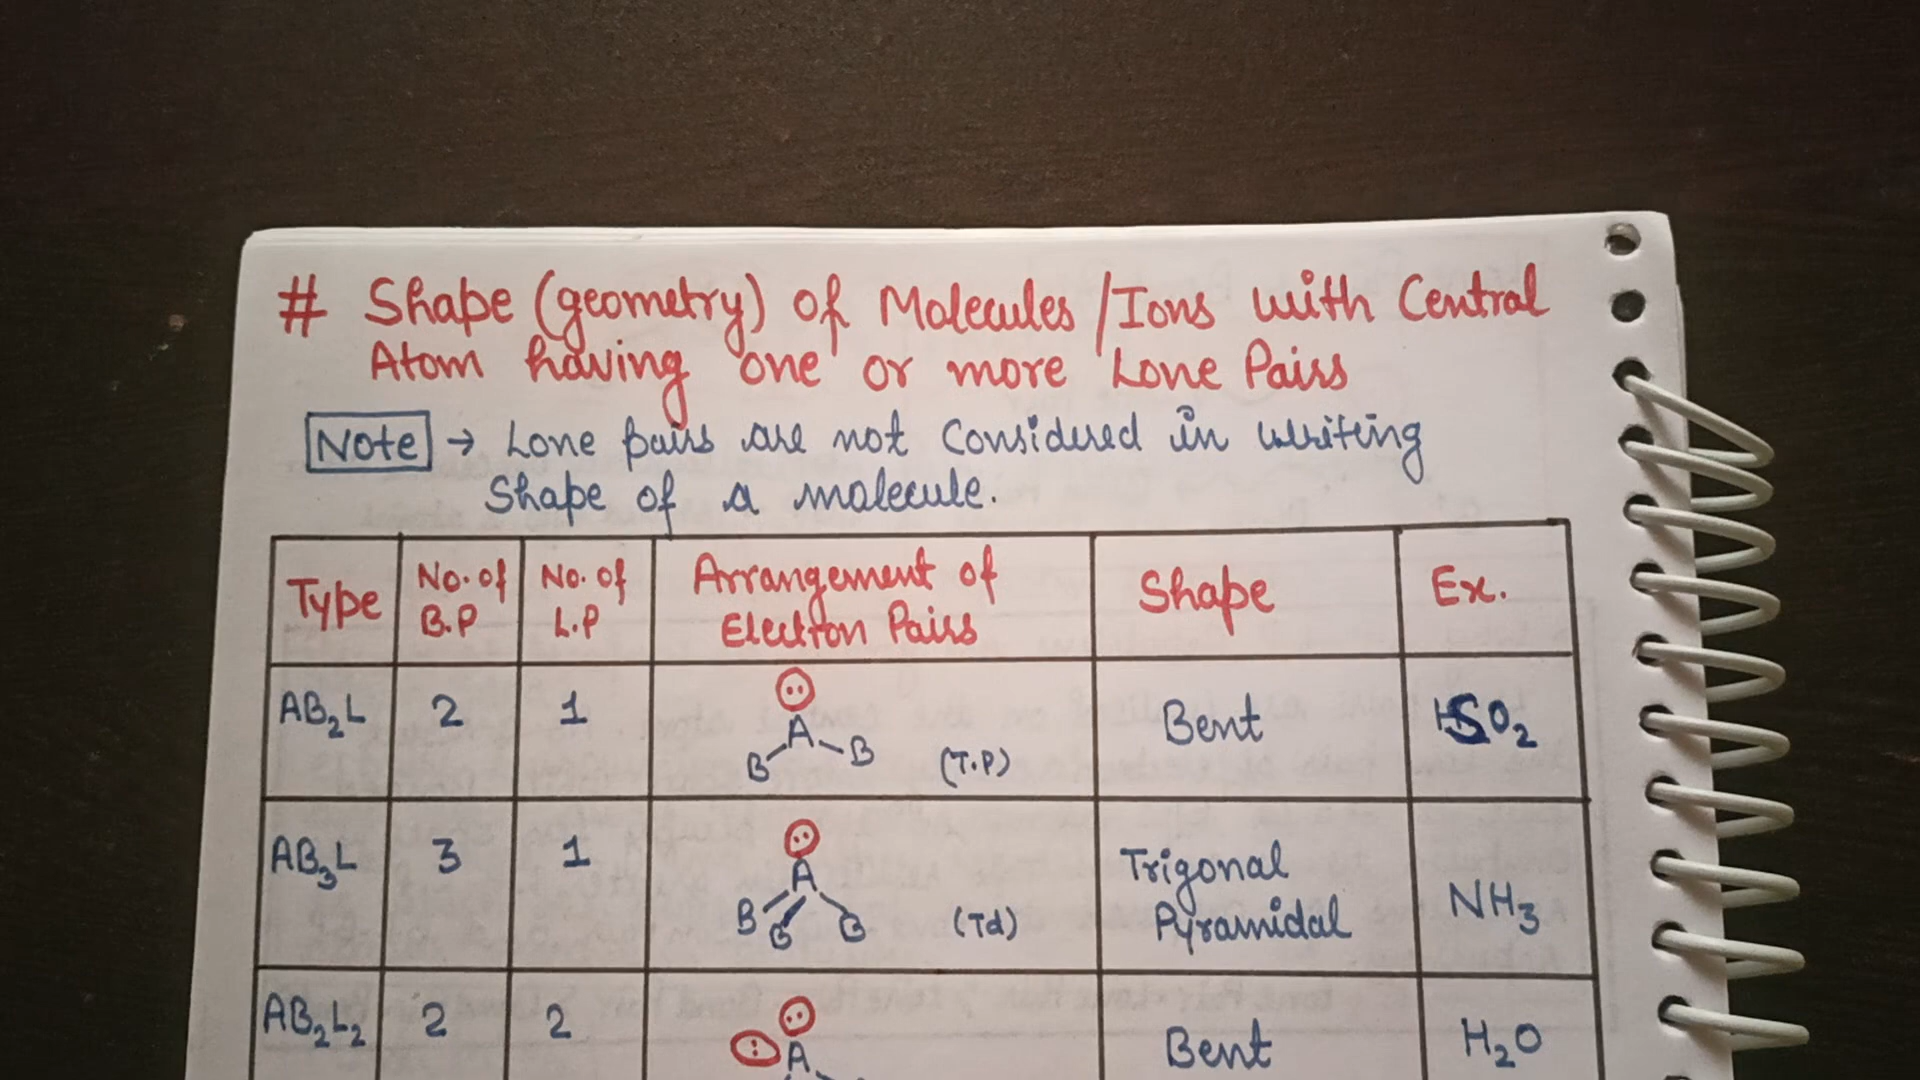 # Shape (geometry) of Molecules / Ions with Central
Atom having one or more Lone Pairs
Note → Lone pairs are not Considered in writing
Shape of a molecule.
Type
No. of
B.P
No. of
L.P
Arrangement of
Electron Pairs
Shape
Ex.
AB₂L
2
1
A
B B
(T.P)
Bent
SO₂
AB₃L
3
1
A
B B B
(Td)
Trigonal
Pyramidal
NH₃
AB₂L₂
2
2
A
Bent
H₂O